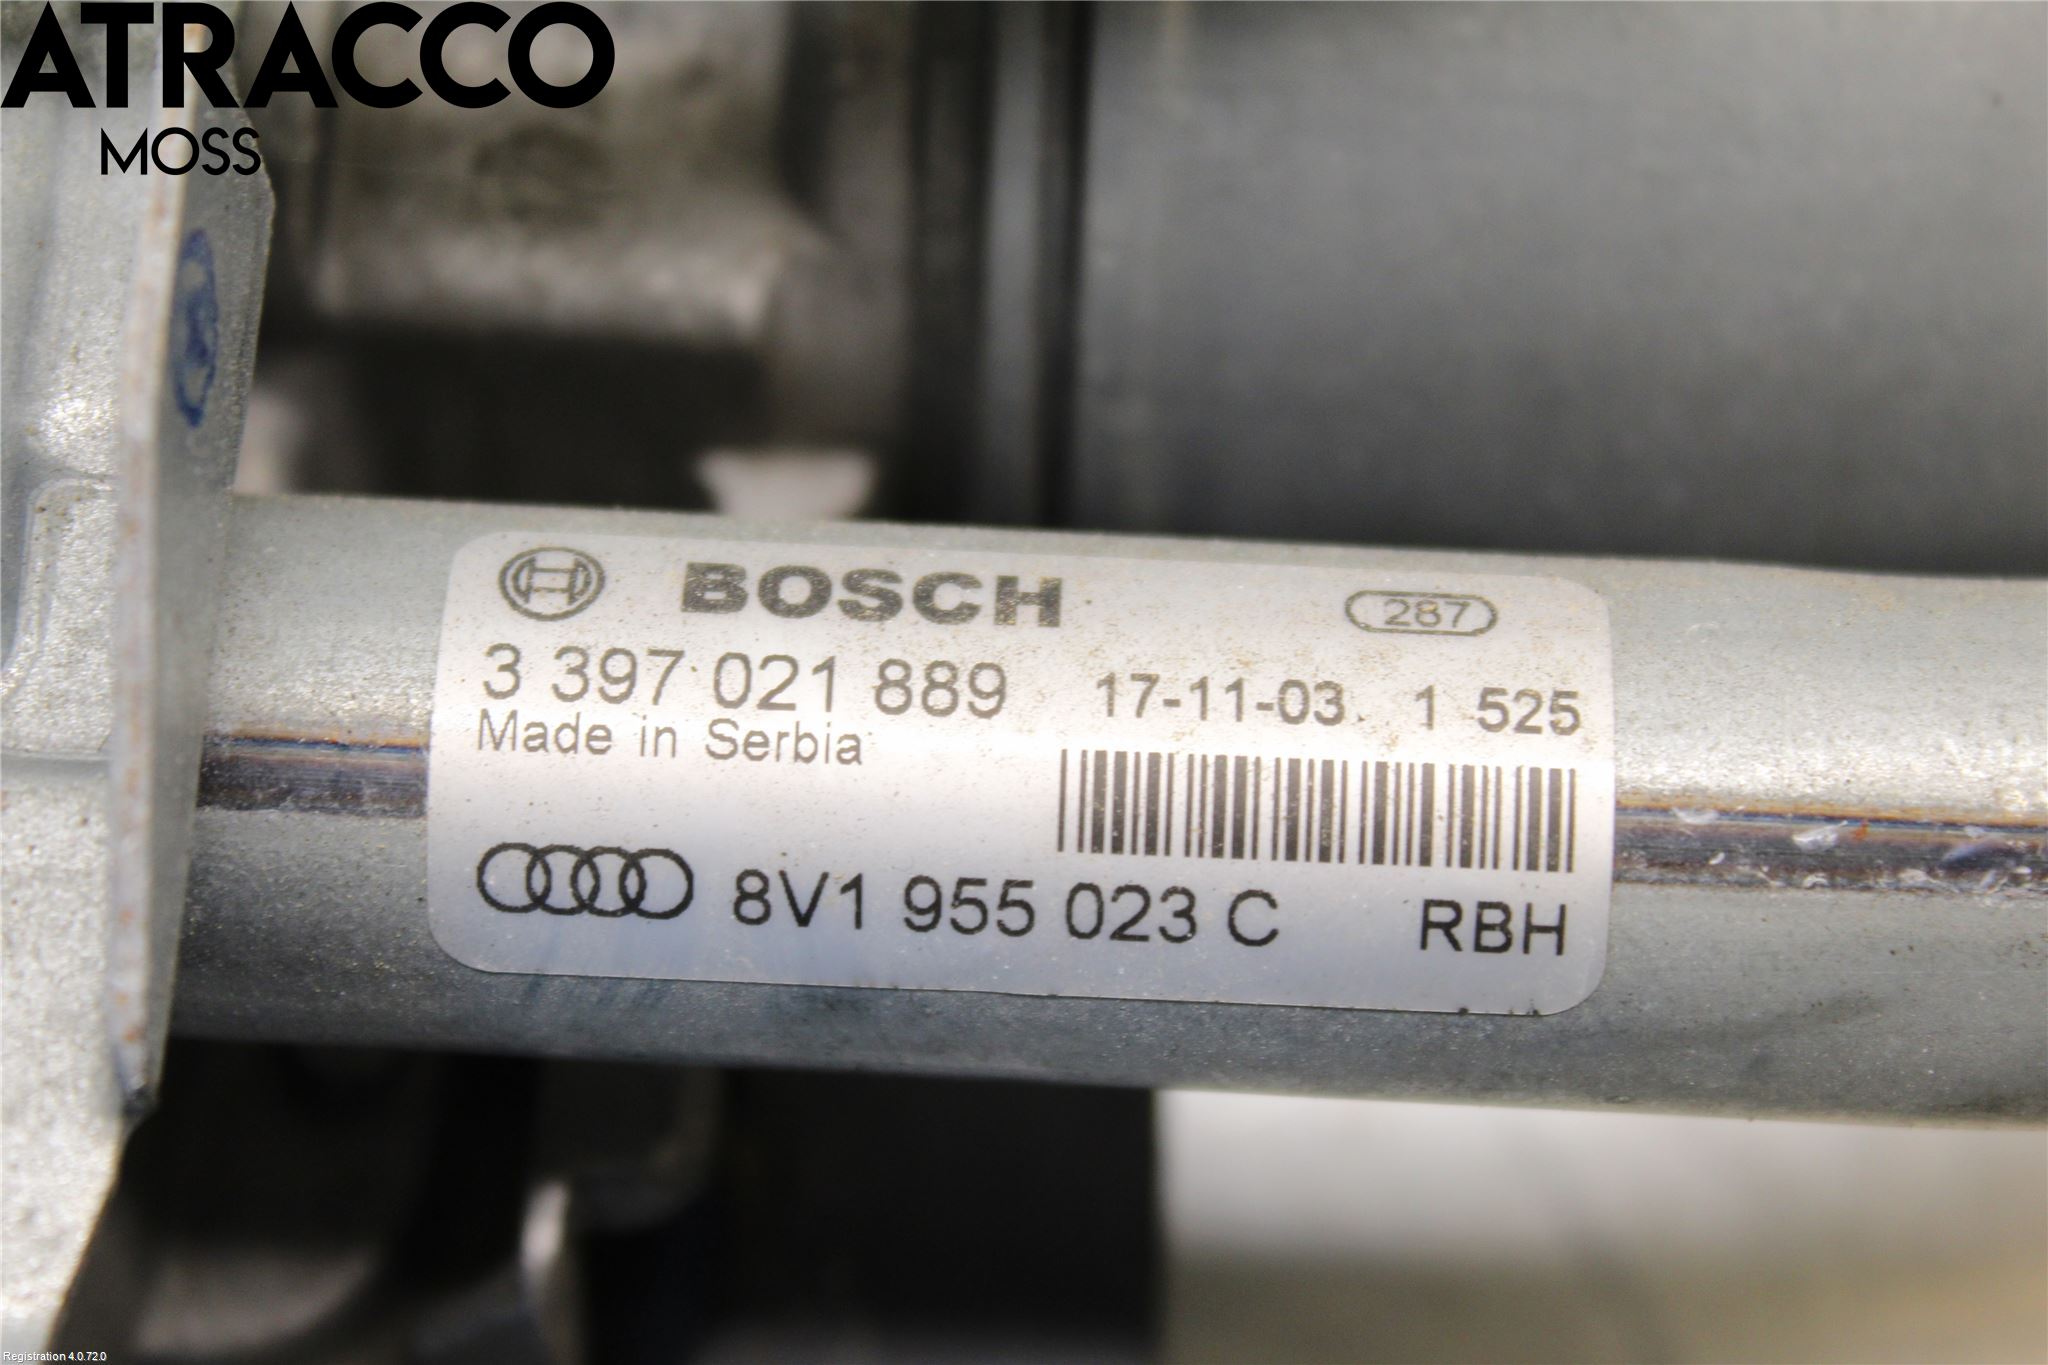 ATRACCO
MOSS
BOSCH 287
3 397 021 889 17-11-03 1 525
Made in Serbia
8V1 955 023 C RBH
Registration 4.0.72.0